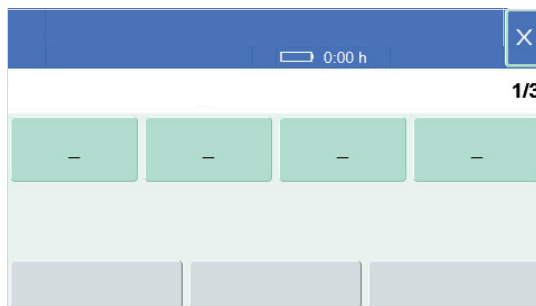 X
0:00 h
1/3
– – – –